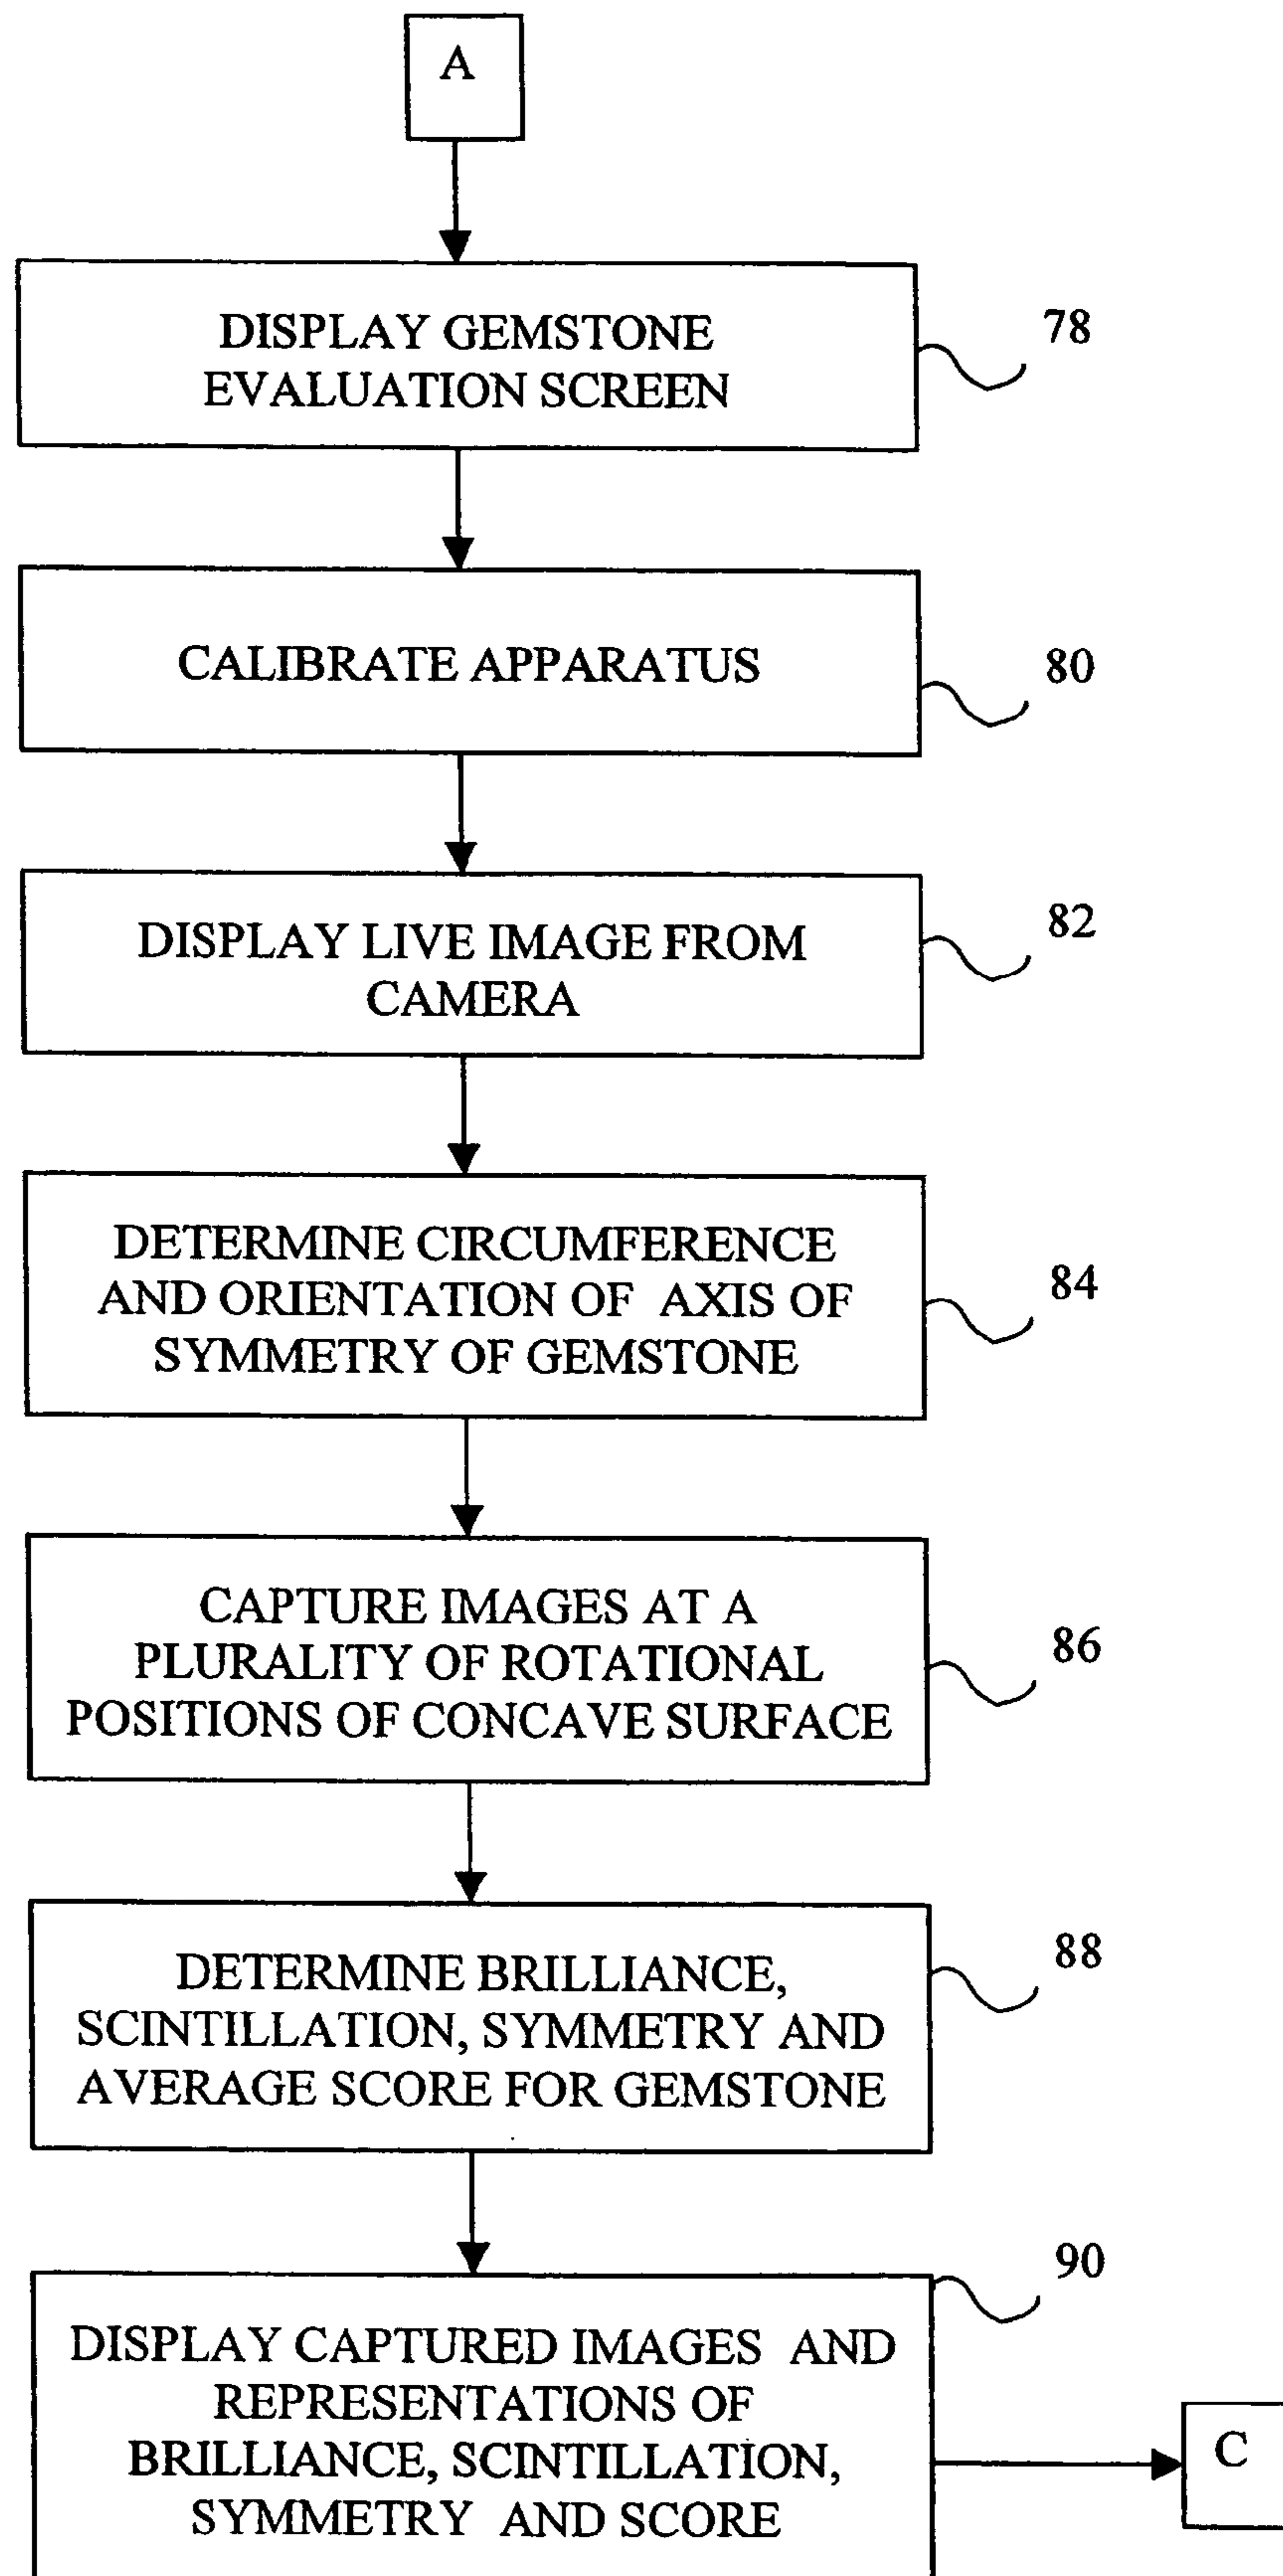 A
DISPLAY GEMSTONE
EVALUATION SCREEN
78
CALIBRATE APPARATUS
80
DISPLAY LIVE IMAGE FROM
CAMERA
82
DETERMINE CIRCUMFERENCE
AND ORIENTATION OF AXIS OF
SYMMETRY OF GEMSTONE
84
CAPTURE IMAGES AT A
PLURALITY OF ROTATIONAL
POSITIONS OF CONCAVE SURFACE
86
DETERMINE BRILLIANCE,
SCINTILLATION, SYMMETRY AND
AVERAGE SCORE FOR GEMSTONE
88
DISPLAY CAPTURED IMAGES AND
REPRESENTATIONS OF
BRILLIANCE, SCINTILLATION,
SYMMETRY AND SCORE
90
C